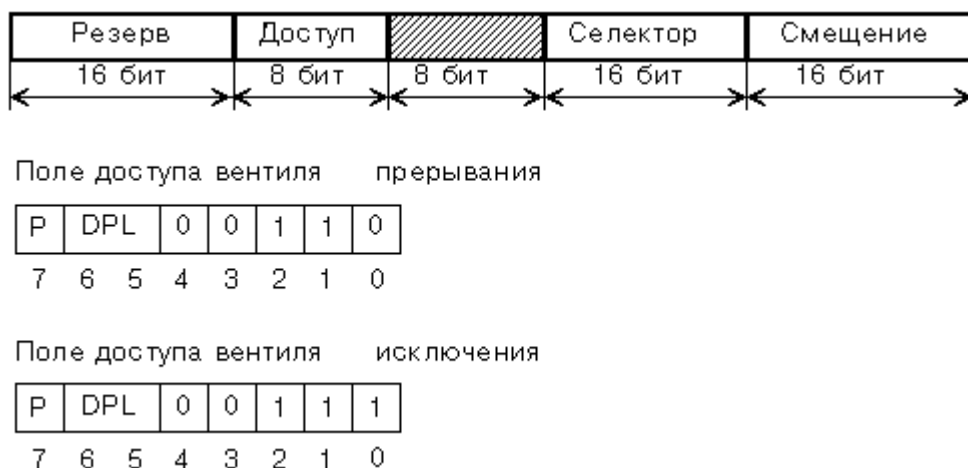 Резерв Доступ Селектор Смещение
16 бит 8 бит 8 бит 16 бит 16 бит
Поле доступа вентиля прерывания
P DPL 0 0 1 1 0
7 6 5 4 3 2 1 0
Поле доступа вентиля исключения
P DPL 0 0 1 1 1
7 6 5 4 3 2 1 0